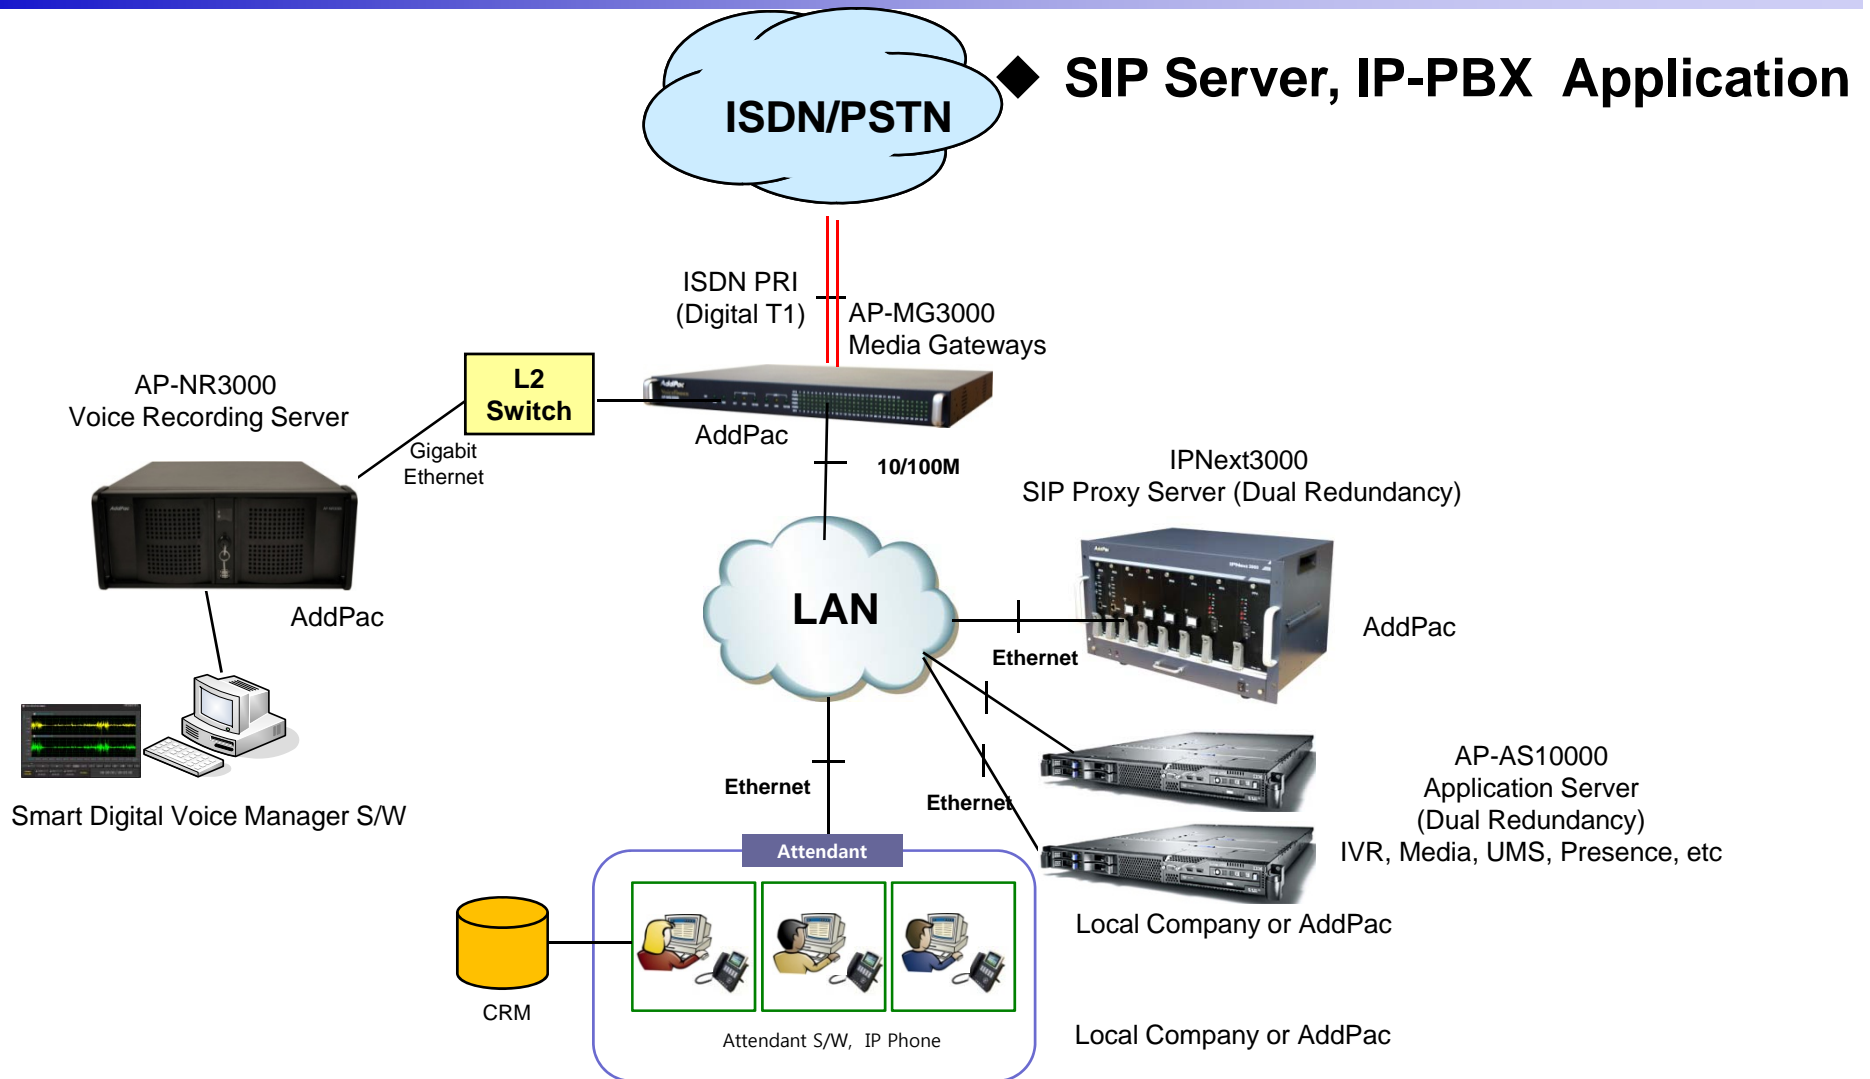 ◆ SIP Server, IP-PBX Application
ISDN/PSTN
ISDN PRI
(Digital T1)
AP-MG3000
Media Gateways
L2
Switch
AP-NR3000
Voice Recording Server
Gigabit
Ethernet
AddPac
AddPac
10/100M
IPNext3000
SIP Proxy Server (Dual Redundancy)
AddPac
AddPac
LAN
AddPac
AddPac
Ethernet
Smart Digital Voice Manager S/W
Ethernet
Ethernet
AP-AS10000
Application Server
(Dual Redundancy)
IVR, Media, UMS, Presence, etc
Attendant
Local Company or AddPac
CRM
Attendant S/W, IP Phone
Local Company or AddPac